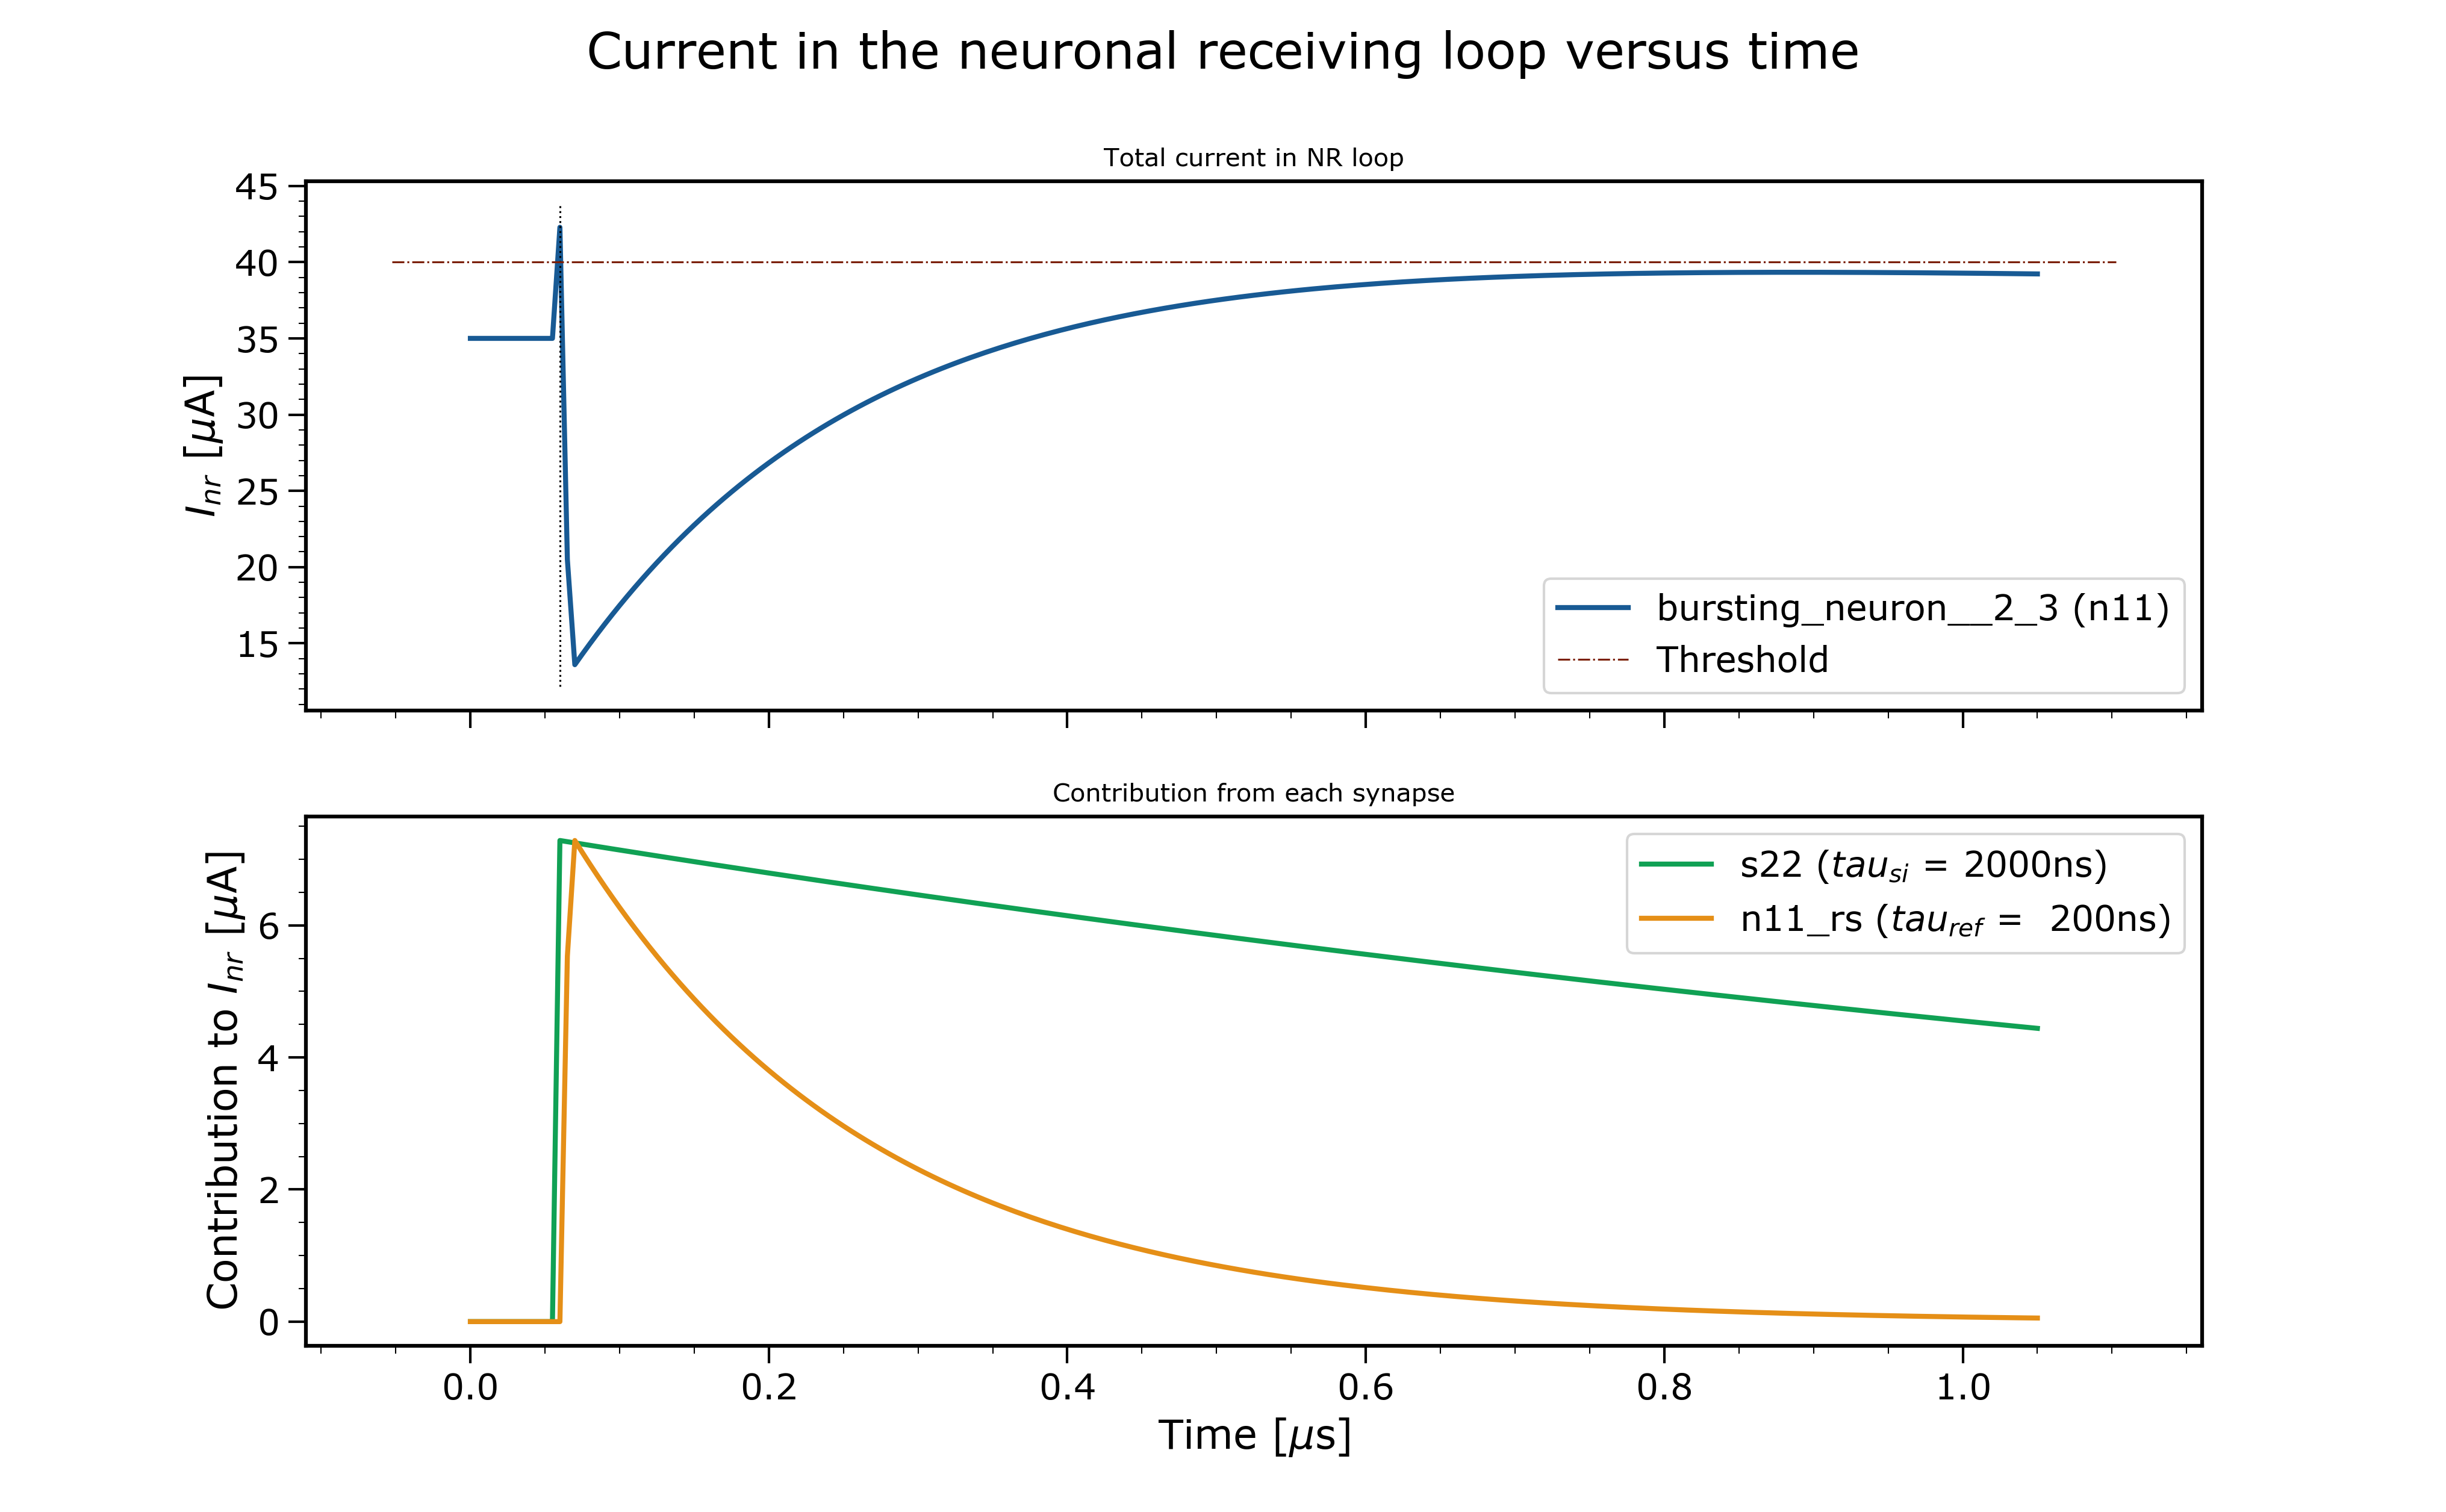 Current in the neuronal receiving loop versus time
Total current in NR loop
45
40
35
30
25
20
15
I_nr [μA]
bursting_neuron__2_3 (n11)
Threshold
Contribution from each synapse
6
4
2
0
Contribution to I_nr [μA]
s22 (tau_si = 2000ns)
n11_rs (tau_ref =  200ns)
0.0 0.2 0.4 0.6 0.8 1.0
Time [μs]